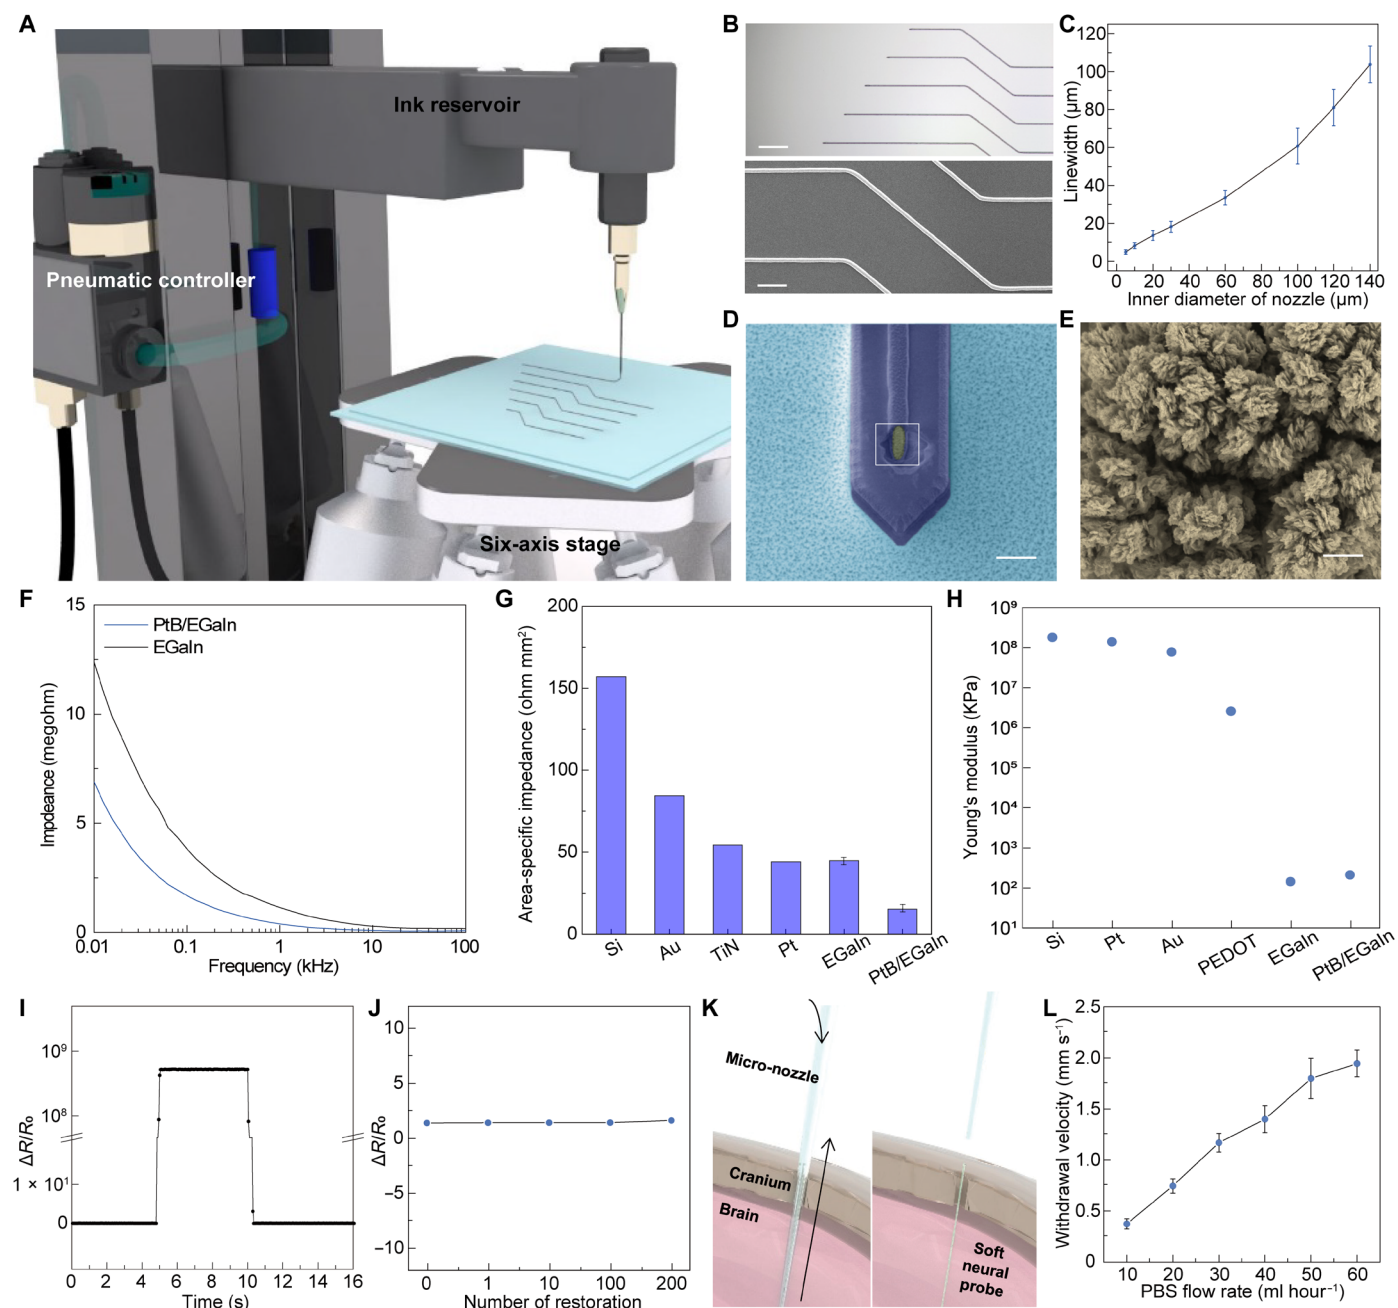 A
Ink reservoir
Pneumatic controller
Six-axis stage
B
C
120
100
80
60
40
20
0
Linewidth (µm)
0 20 40 60 80 100 120 140
Inner diameter of nozzle (µm)
D
E
F
15
10
5
0
Impdeance (megohm)
PtB/EGaIn
EGaIn
0.01 0.1 1 10 100
Frequency (kHz)
G
200
150
100
50
0
Area-specific impedance (ohm mm²)
Si Au TiN Pt EGaIn PtB/EGaIn
H
10⁹
10⁸
10⁷
10⁶
10⁵
10⁴
10³
10²
10¹
Young's modulus (KPa)
Si Pt Au PEDOT EGaIn PtB/EGaIn
I
10⁹
10⁸
1 × 10¹
0
ΔR/R₀
0 2 4 6 8 10 12 14 16
Time (s)
J
10
5
0
−5
−10
ΔR/R₀
0 1 10 100 200
Number of restoration
K
Micro-nozzle
Cranium
Brain
Soft
neural
probe
L
2.5
2.0
1.5
1.0
0.5
0
Withdrawal velocity (mm s⁻¹)
10 20 30 40 50 60
PBS flow rate (ml hour⁻¹)